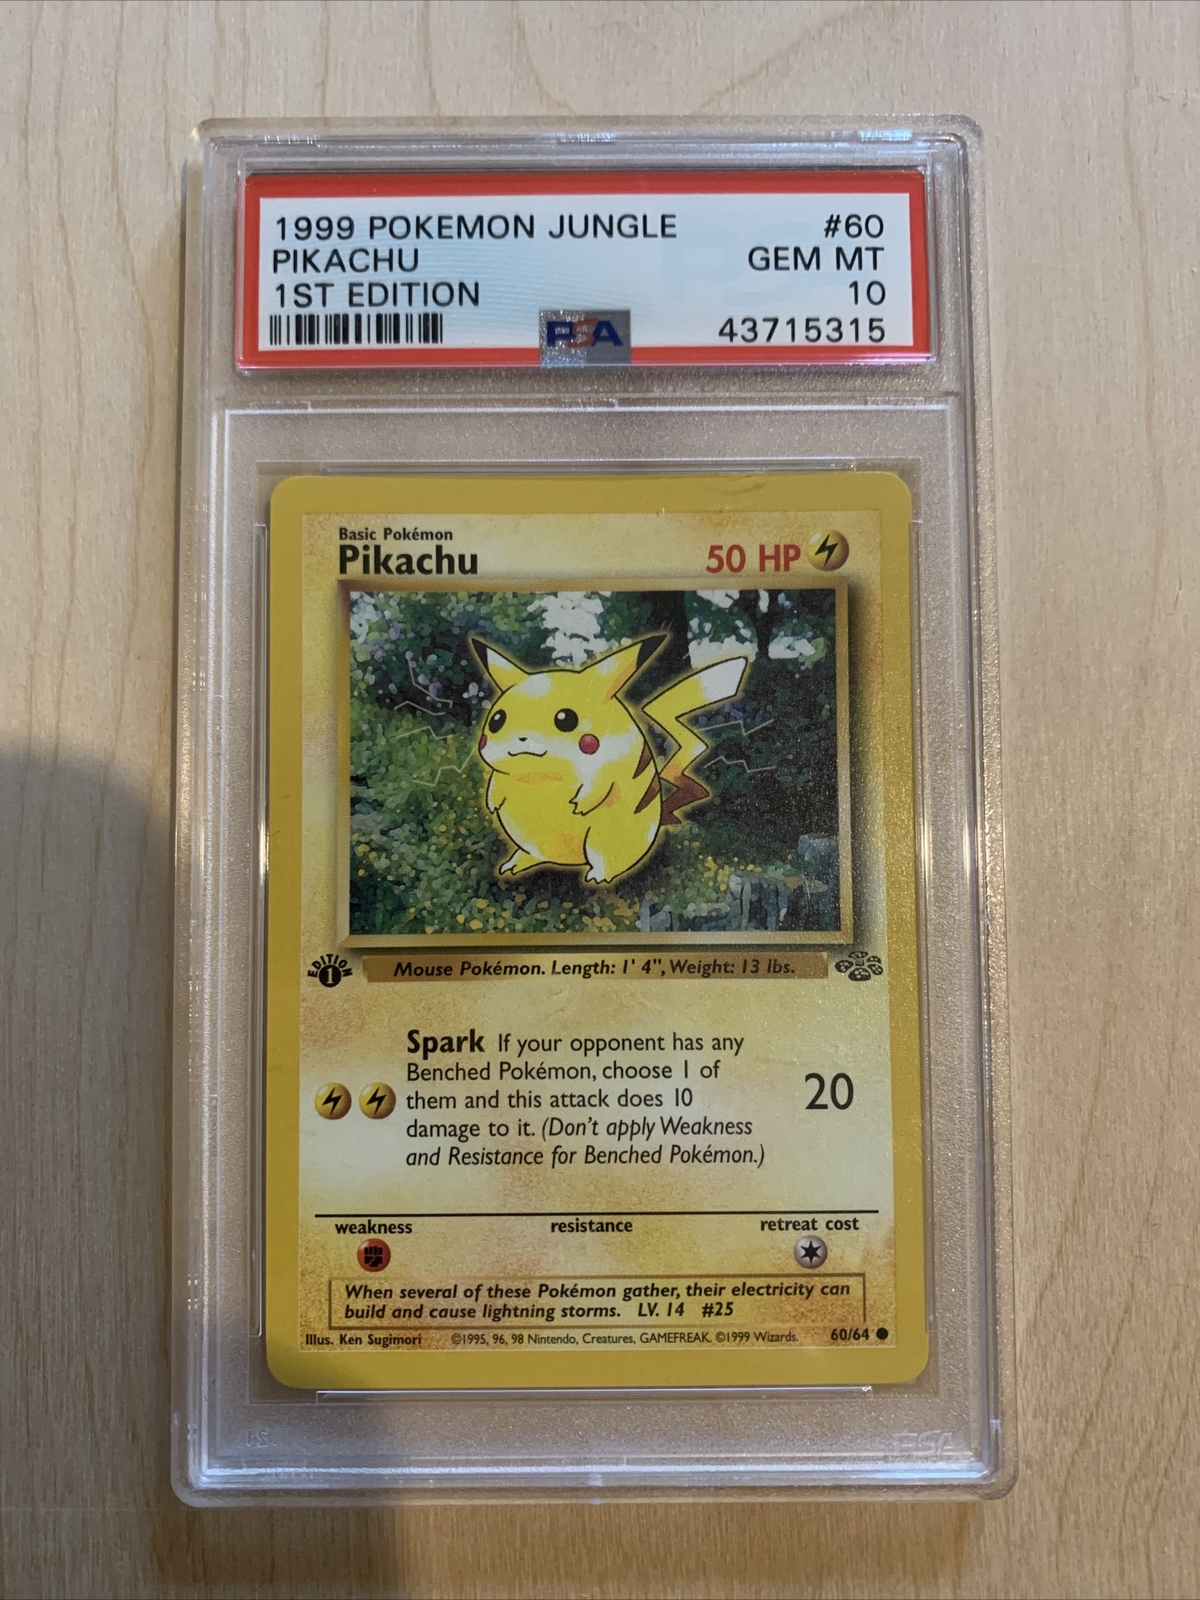 1999 POKEMON JUNGLE #60
PIKACHU GEM MT
1ST EDITION 10
PSA 43715315
Basic Pokémon
Pikachu 50 HP
EDITION
1
Mouse Pokémon. Length: 1' 4", Weight: 13 lbs.
Spark If your opponent has any
Benched Pokémon, choose 1 of
them and this attack does 10
damage to it. (Don't apply Weakness
and Resistance for Benched Pokémon.)
20
weakness resistance retreat cost
When several of these Pokémon gather, their electricity can
build and cause lightning storms. LV. 14 #25
Illus. Ken Sugimori ©1995, 96, 98 Nintendo, Creatures, GAMEFREAK. ©1999 Wizards. 60/64
PSA